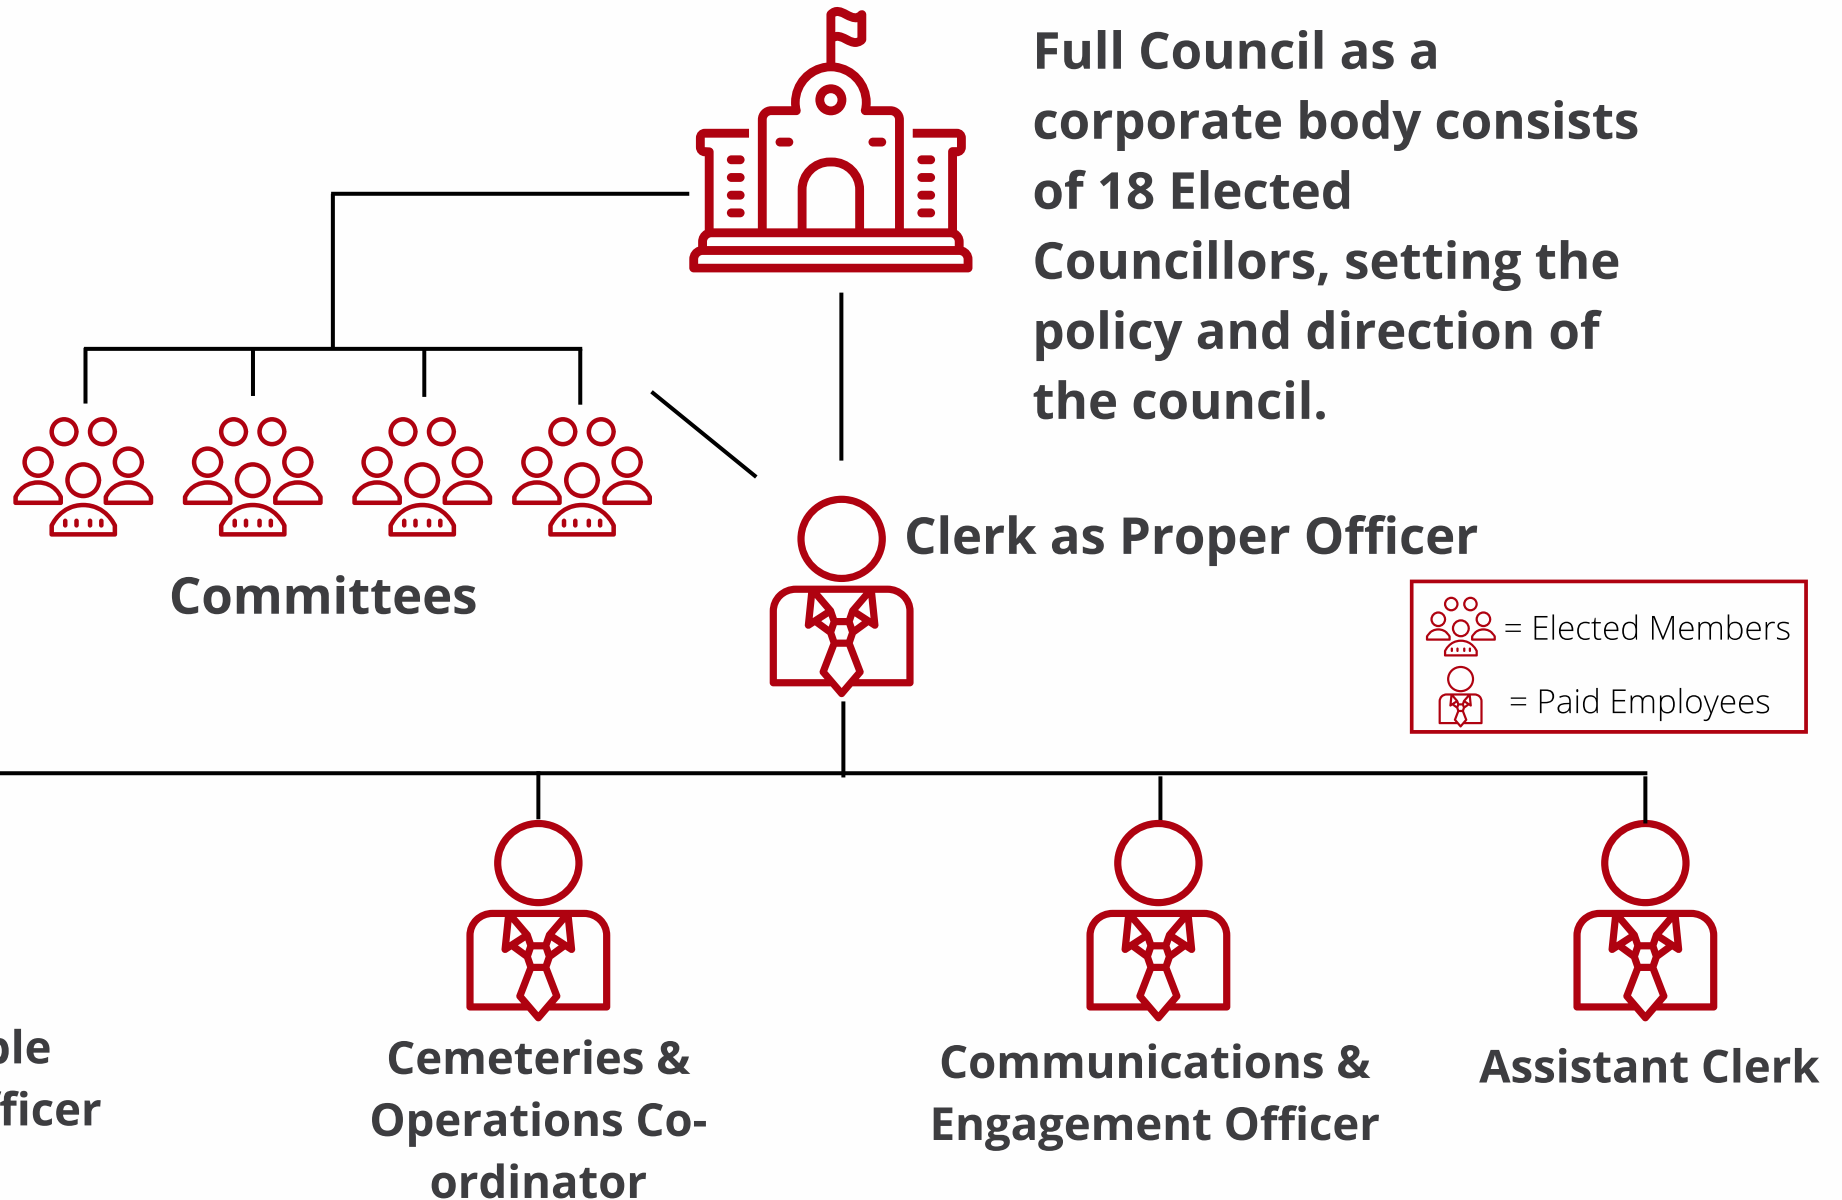 Full Council as a
corporate body consists
of 18 Elected
Councillors, setting the
policy and direction of
the council.
Clerk as Proper Officer
Committees
= Elected Members
= Paid Employees
Cemeteries &
Operations Co-
ordinator
Communications &
Engagement Officer
Assistant Clerk